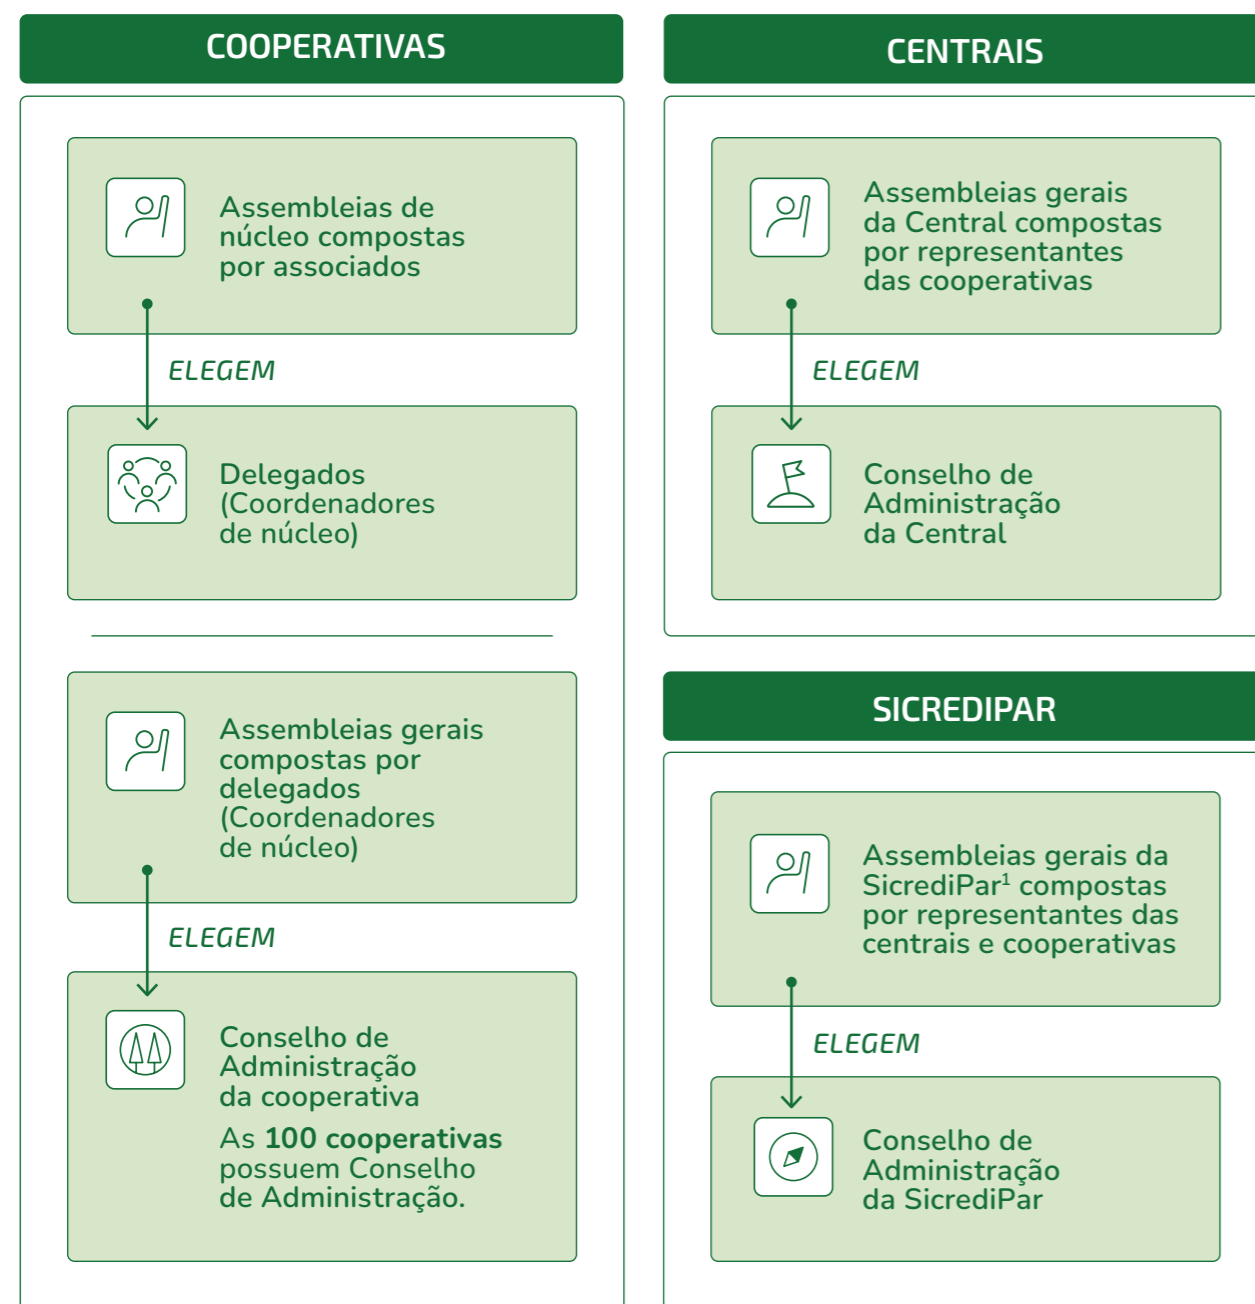 COOPERATIVAS
Assembleias de
núcleo compostas
por associados
ELEGEM
Delegados
(Coordenadores
de núcleo)
Assembleias gerais
compostas por
delegados
(Coordenadores
de núcleo)
ELEGEM
Conselho de
Administração
da cooperativa
As 100 cooperativas
possuem Conselho
de Administração.
CENTRAIS
Assembleias gerais
da Central compostas
por representantes
das cooperativas
ELEGEM
Conselho de
Administração
da Central
SICREDIPAR
Assembleias gerais da
SicrediPar¹ compostas
por representantes das
centrais e cooperativas
ELEGEM
Conselho de
Administração
da SicrediPar